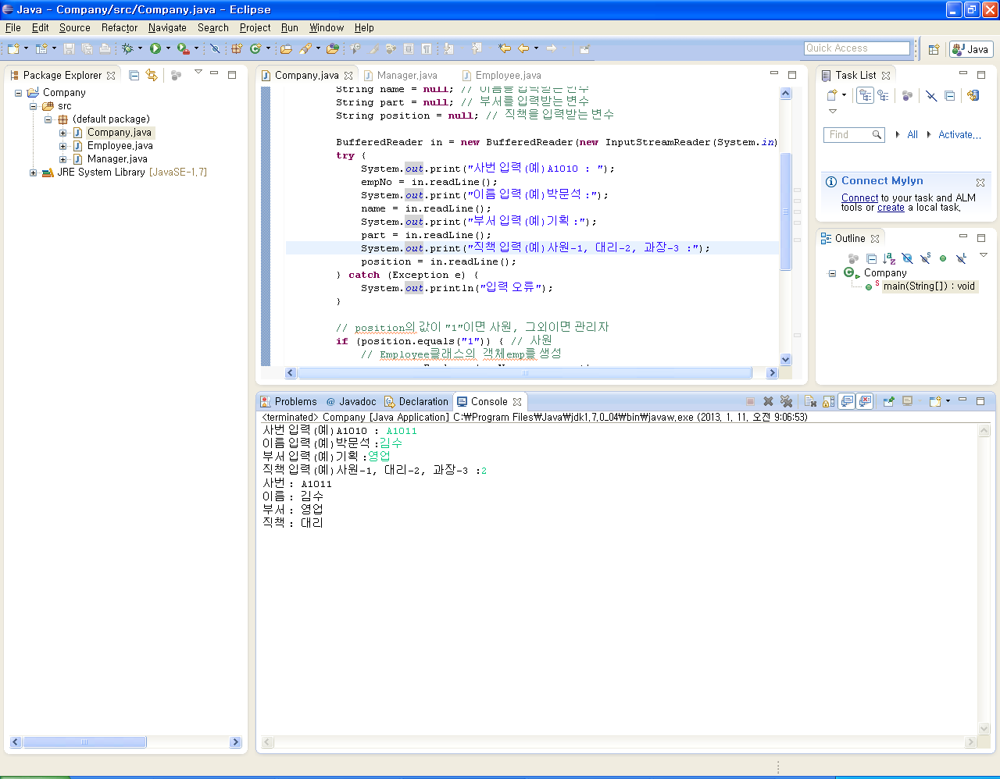 Java - Company/src/Company.java - Eclipse
File Edit Source Refactor Navigate Search Project Run Window Help
Quick Access
Java
Package Explorer
Company
src
(default package)
Company.java
Employee.java
Manager.java
JRE System Library [JavaSE-1.7]
Company.java Manager.java Employee.java
String name = null; // 이름을 입력받는 변수
String part = null; // 부서를 입력받는 변수
String position = null; // 직책을 입력받는 변수
BufferedReader in = new BufferedReader(new InputStreamReader(System.in)
try {
System.out.print("사번 입력(예)A1010 : ");
empNo = in.readLine();
System.out.print("이름 입력(예)박문석 :");
name = in.readLine();
System.out.print("부서 입력(예)기획 :");
part = in.readLine();
System.out.print("직책 입력(예)사원-1, 대리-2, 과장-3 :");
position = in.readLine();
} catch (Exception e) {
System.out.println("입력 오류");
}
// position의 값이 "1"이면 사원, 그외이면 관리자
if (position.equals("1")) { // 사원
// Employee클래스의 객체emp를 생성
Task List
Find
All
Activate...
Connect Mylyn
Connect to your task and ALM
tools or create a local task.
Outline
Company
main(String[]) : void
Problems @ Javadoc Declaration Console
<terminated> Company [Java Application] C:₩Program Files₩Java₩jdk1.7.0_04₩bin₩javaw.exe (2013. 1. 11. 오전 9:06:53)
사번 입력(예)A1010 : A1011
이름 입력(예)박문석 :김수
부서 입력(예)기획 :영업
직책 입력(예)사원-1, 대리-2, 과장-3 :2
사번 : A1011
이름 : 김수
부서 : 영업
직책 : 대리